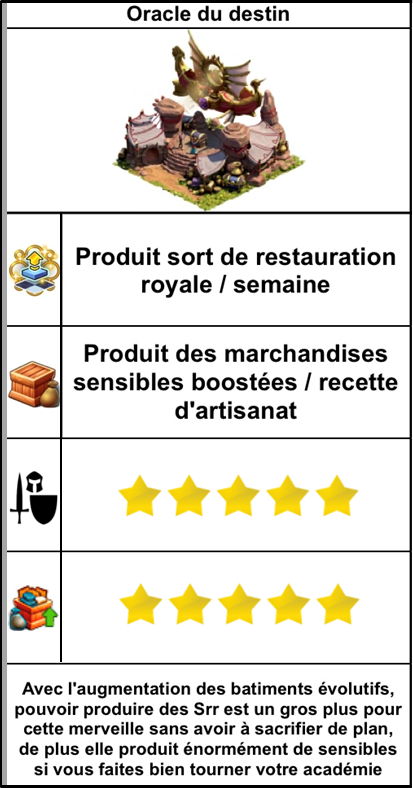 Oracle du destin
Produit sort de restauration
royale / semaine
Produit des marchandises
sensibles boostées / recette
d'artisanat
Avec l'augmentation des batiments évolutifs,
pouvoir produire des Srr est un gros plus pour
cette merveille sans avoir à sacrifier de plan,
de plus elle produit énormément de sensibles
si vous faites bien tourner votre académie